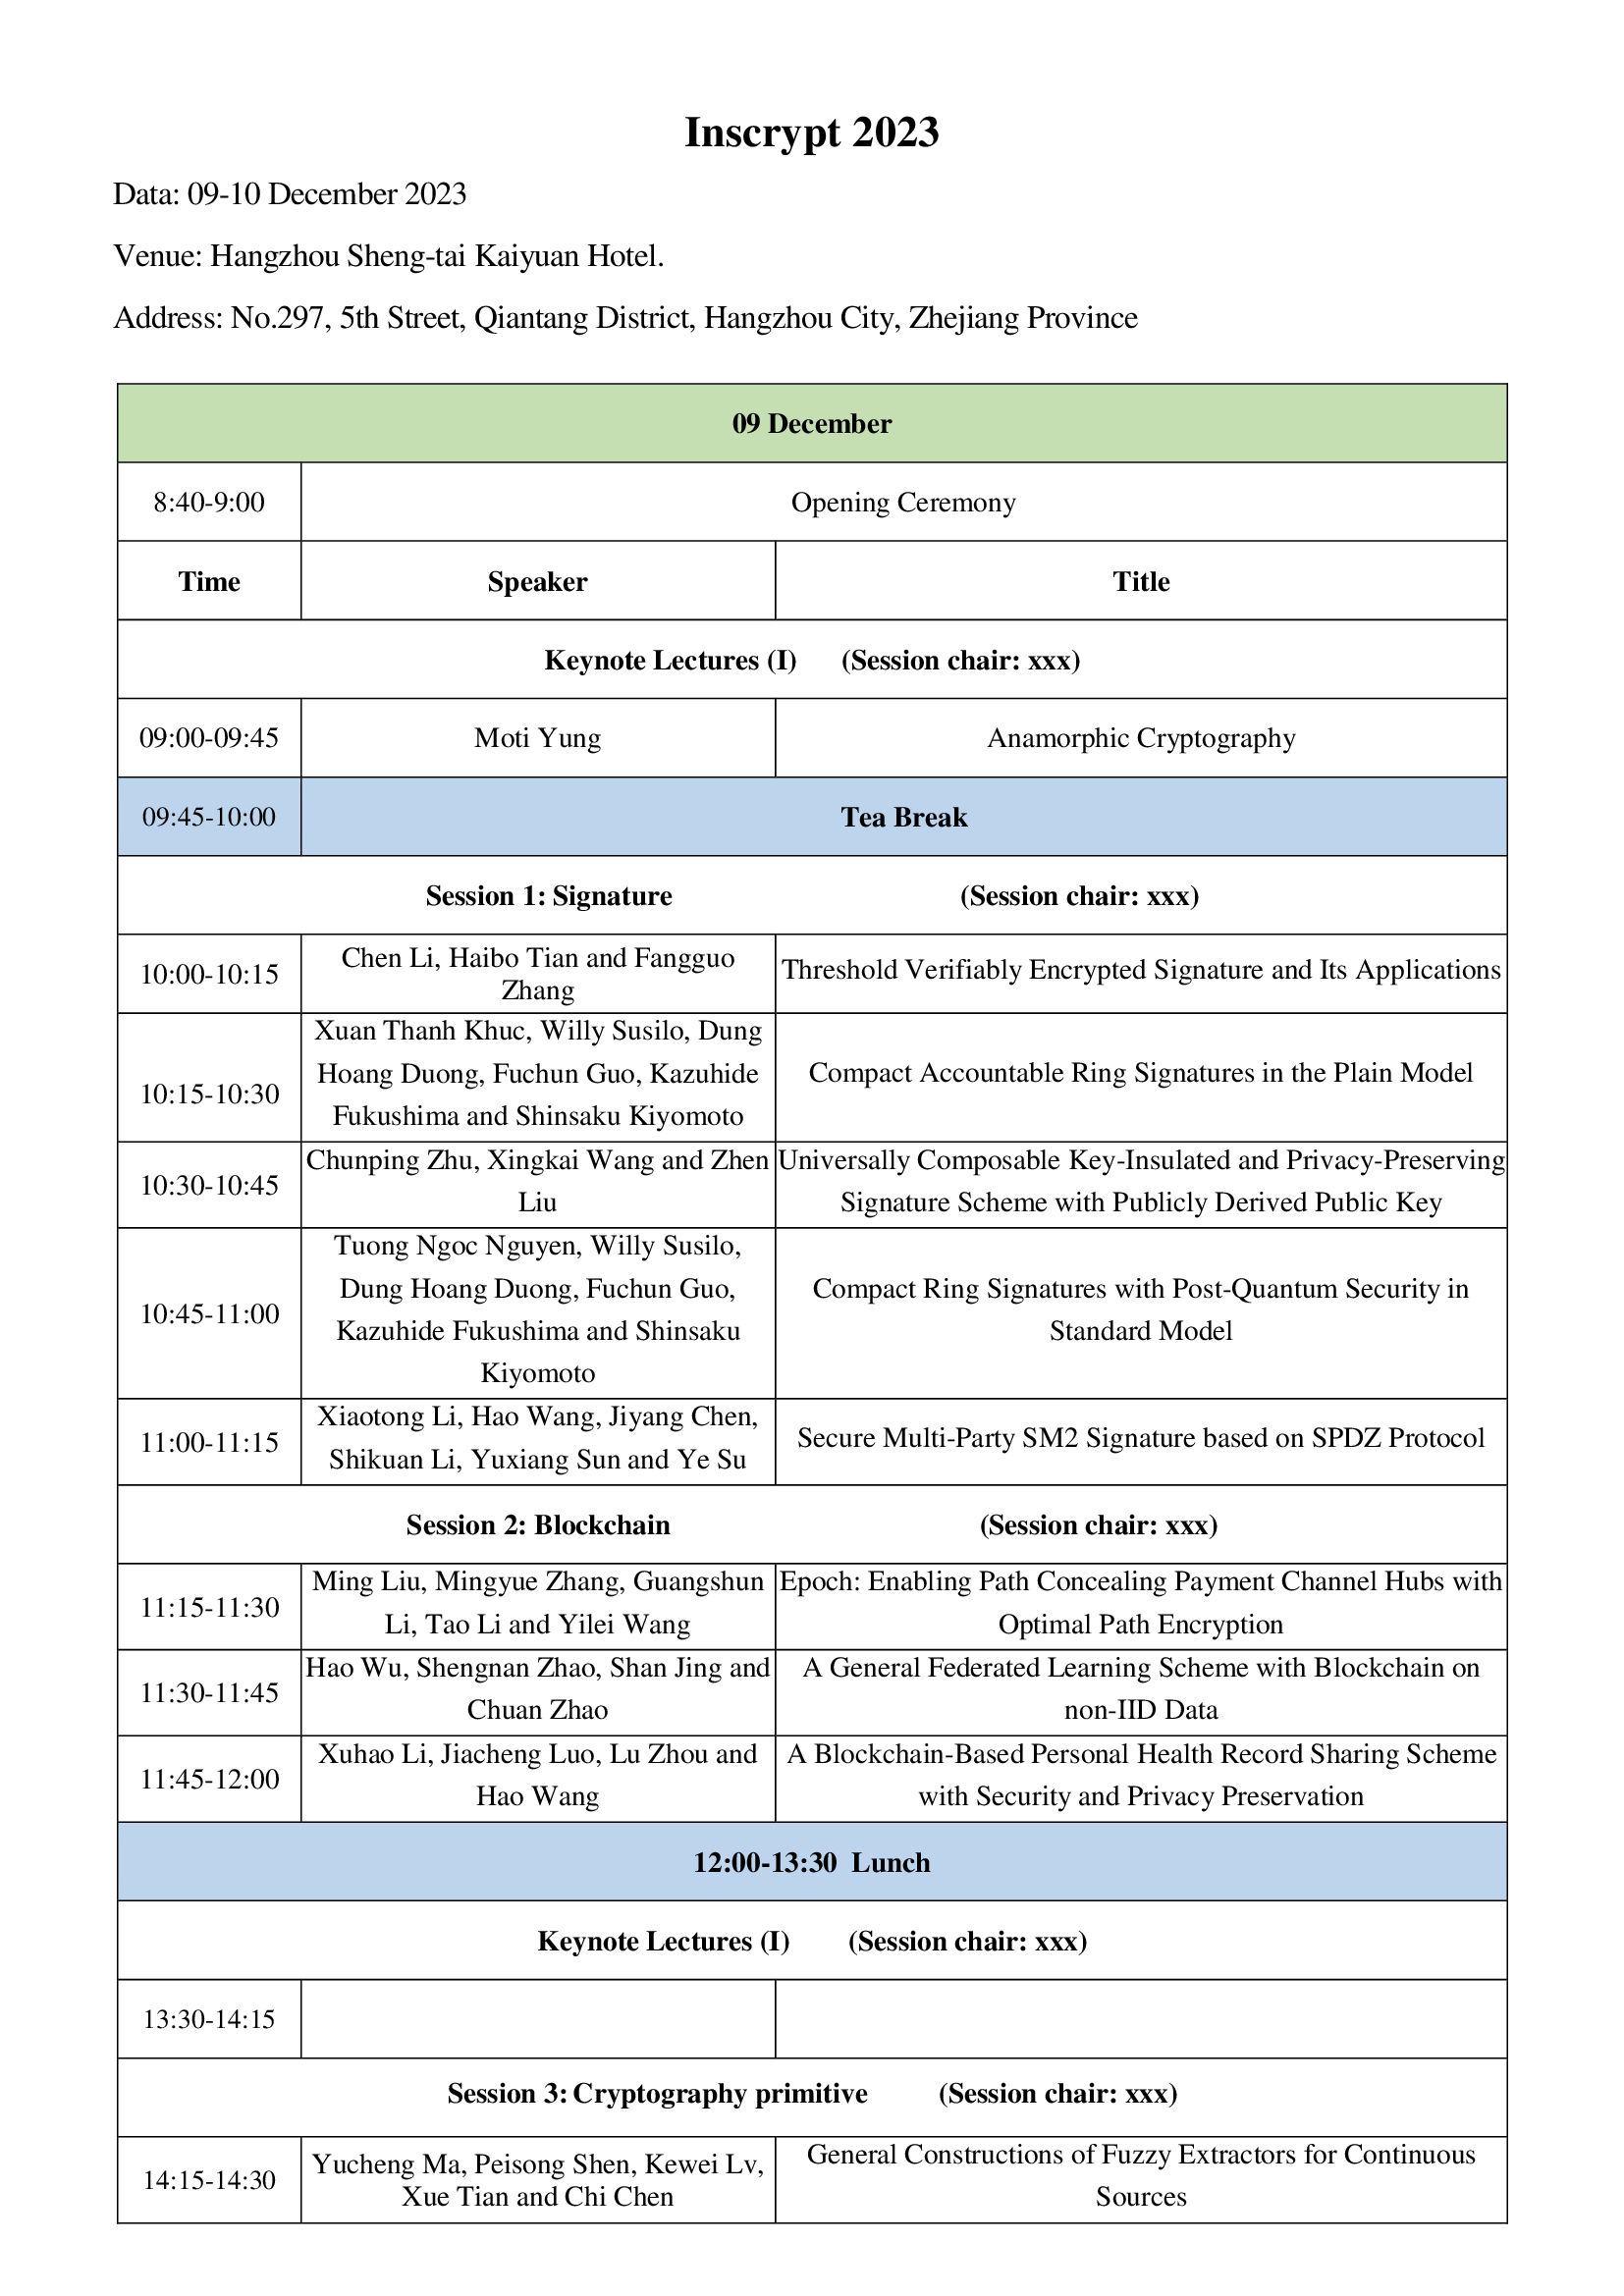 Inscrypt 2023
Data: 09-10 December 2023
Venue: Hangzhou Sheng-tai Kaiyuan Hotel.
Address: No.297, 5th Street, Qiantang District, Hangzhou City, Zhejiang Province
09 December
8:40-9:00 Opening Ceremony
Time Speaker Title
Keynote Lectures (I) (Session chair: xxx)
09:00-09:45 Moti Yung Anamorphic Cryptography
09:45-10:00 Tea Break
Session 1: Signature (Session chair: xxx)
10:00-10:15
Chen Li, Haibo Tian and Fangguo
Zhang
Threshold Verifiably Encrypted Signature and Its Applications
10:15-10:30
Xuan Thanh Khuc, Willy Susilo, Dung
Hoang Duong, Fuchun Guo, Kazuhide
Fukushima and Shinsaku Kiyomoto
Compact Accountable Ring Signatures in the Plain Model
10:30-10:45
Chunping Zhu, Xingkai Wang and Zhen
Liu
Universally Composable Key-Insulated and Privacy-Preserving
Signature Scheme with Publicly Derived Public Key
10:45-11:00
Tuong Ngoc Nguyen, Willy Susilo,
Dung Hoang Duong, Fuchun Guo,
Kazuhide Fukushima and Shinsaku
Kiyomoto
Compact Ring Signatures with Post-Quantum Security in
Standard Model
11:00-11:15
Xiaotong Li, Hao Wang, Jiyang Chen,
Shikuan Li, Yuxiang Sun and Ye Su
Secure Multi-Party SM2 Signature based on SPDZ Protocol
Session 2: Blockchain (Session chair: xxx)
11:15-11:30
Ming Liu, Mingyue Zhang, Guangshun
Li, Tao Li and Yilei Wang
Epoch: Enabling Path Concealing Payment Channel Hubs with
Optimal Path Encryption
11:30-11:45
Hao Wu, Shengnan Zhao, Shan Jing and
Chuan Zhao
A General Federated Learning Scheme with Blockchain on
non-IID Data
11:45-12:00
Xuhao Li, Jiacheng Luo, Lu Zhou and
Hao Wang
A Blockchain-Based Personal Health Record Sharing Scheme
with Security and Privacy Preservation
12:00-13:30 Lunch
Keynote Lectures (I) (Session chair: xxx)
13:30-14:15
Session 3: Cryptography primitive (Session chair: xxx)
14:15-14:30
Yucheng Ma, Peisong Shen, Kewei Lv,
Xue Tian and Chi Chen
General Constructions of Fuzzy Extractors for Continuous
Sources